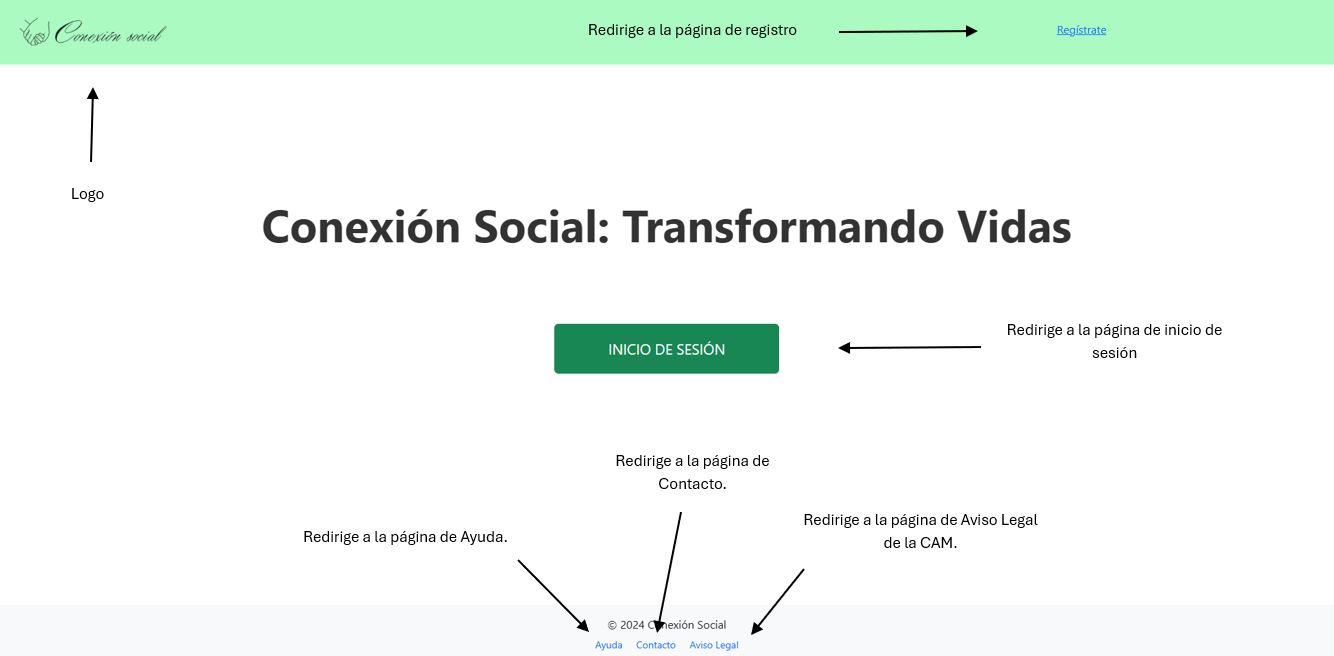 Conexión social
Redirige a la página de registro
Regístrate
Logo
Conexión Social: Transformando Vidas
INICIO DE SESIÓN
Redirige a la página de inicio de
sesión
Redirige a la página de
Contacto.
Redirige a la página de Ayuda.
Redirige a la página de Aviso Legal
de la CAM.
© 2024 Conexión Social
Ayuda Contacto Aviso Legal